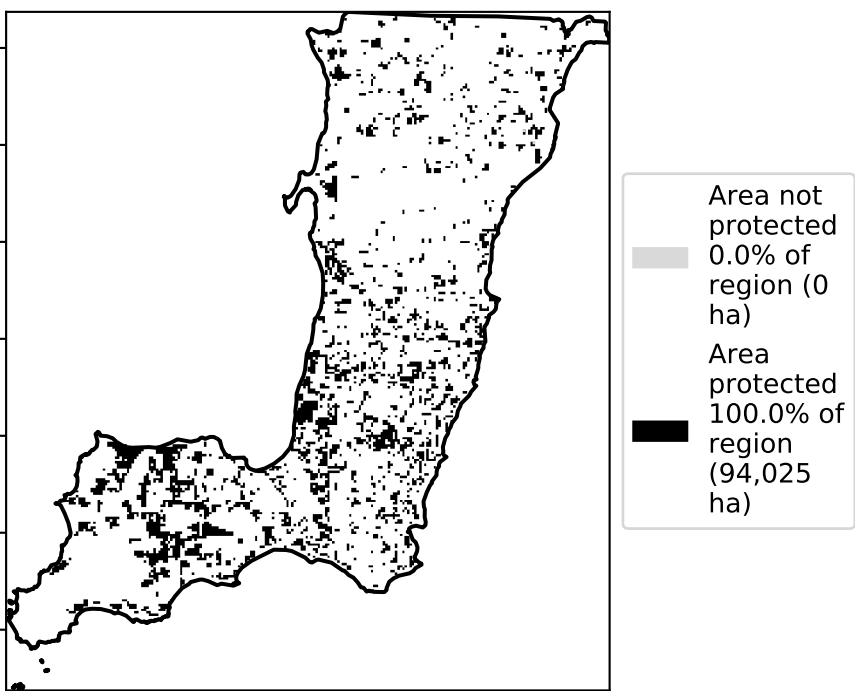 Area not
protected
0.0% of
region (0
ha)
Area
protected
100.0% of
region
(94,025
ha)